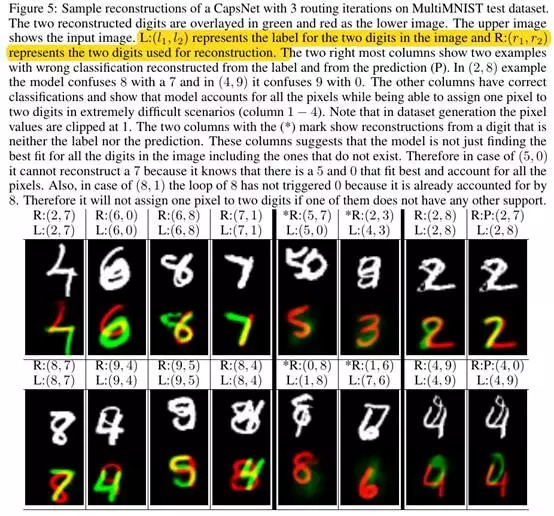 Figure 5: Sample reconstructions of a CapsNet with 3 routing iterations on MultiMNIST test dataset.
The two reconstructed digits are overlayed in green and red as the lower image. The upper image
shows the input image. L:(l₁, l₂) represents the label for the two digits in the image and R:(r₁, r₂)
represents the two digits used for reconstruction. The two right most columns show two examples
with wrong classification reconstructed from the label and from the prediction (P). In (2, 8) example
the model confuses 8 with a 7 and in (4, 9) it confuses 9 with 0. The other columns have correct
classifications and show that model accounts for all the pixels while being able to assign one pixel to
two digits in extremely difficult scenarios (column 1 − 4). Note that in dataset generation the pixel
values are clipped at 1. The two columns with the (*) mark show reconstructions from a digit that is
neither the label nor the prediction. These columns suggests that the model is not just finding the
best fit for all the digits in the image including the ones that do not exist. Therefore in case of (5, 0)
it cannot reconstruct a 7 because it knows that there is a 5 and 0 that fit best and account for all the
pixels. Also, in case of (8, 1) the loop of 8 has not triggered 0 because it is already accounted for by
8. Therefore it will not assign one pixel to two digits if one of them does not have any other support.
R:(2, 7) R:(6, 0) R:(6, 8) R:(7, 1) *R:(5, 7) *R:(2, 3) R:(2, 8) R:P:(2, 7)
L:(2, 7) L:(6, 0) L:(6, 8) L:(7, 1) L:(5, 0) L:(4, 3) L:(2, 8) L:(2, 8)
R:(8, 7) R:(9, 4) R:(9, 5) R:(8, 4) *R:(0, 8) *R:(1, 6) R:(4, 9) R:P:(4, 0)
L:(8, 7) L:(9, 4) L:(9, 5) L:(8, 4) L:(1, 8) L:(7, 6) L:(4, 9) L:(4, 9)